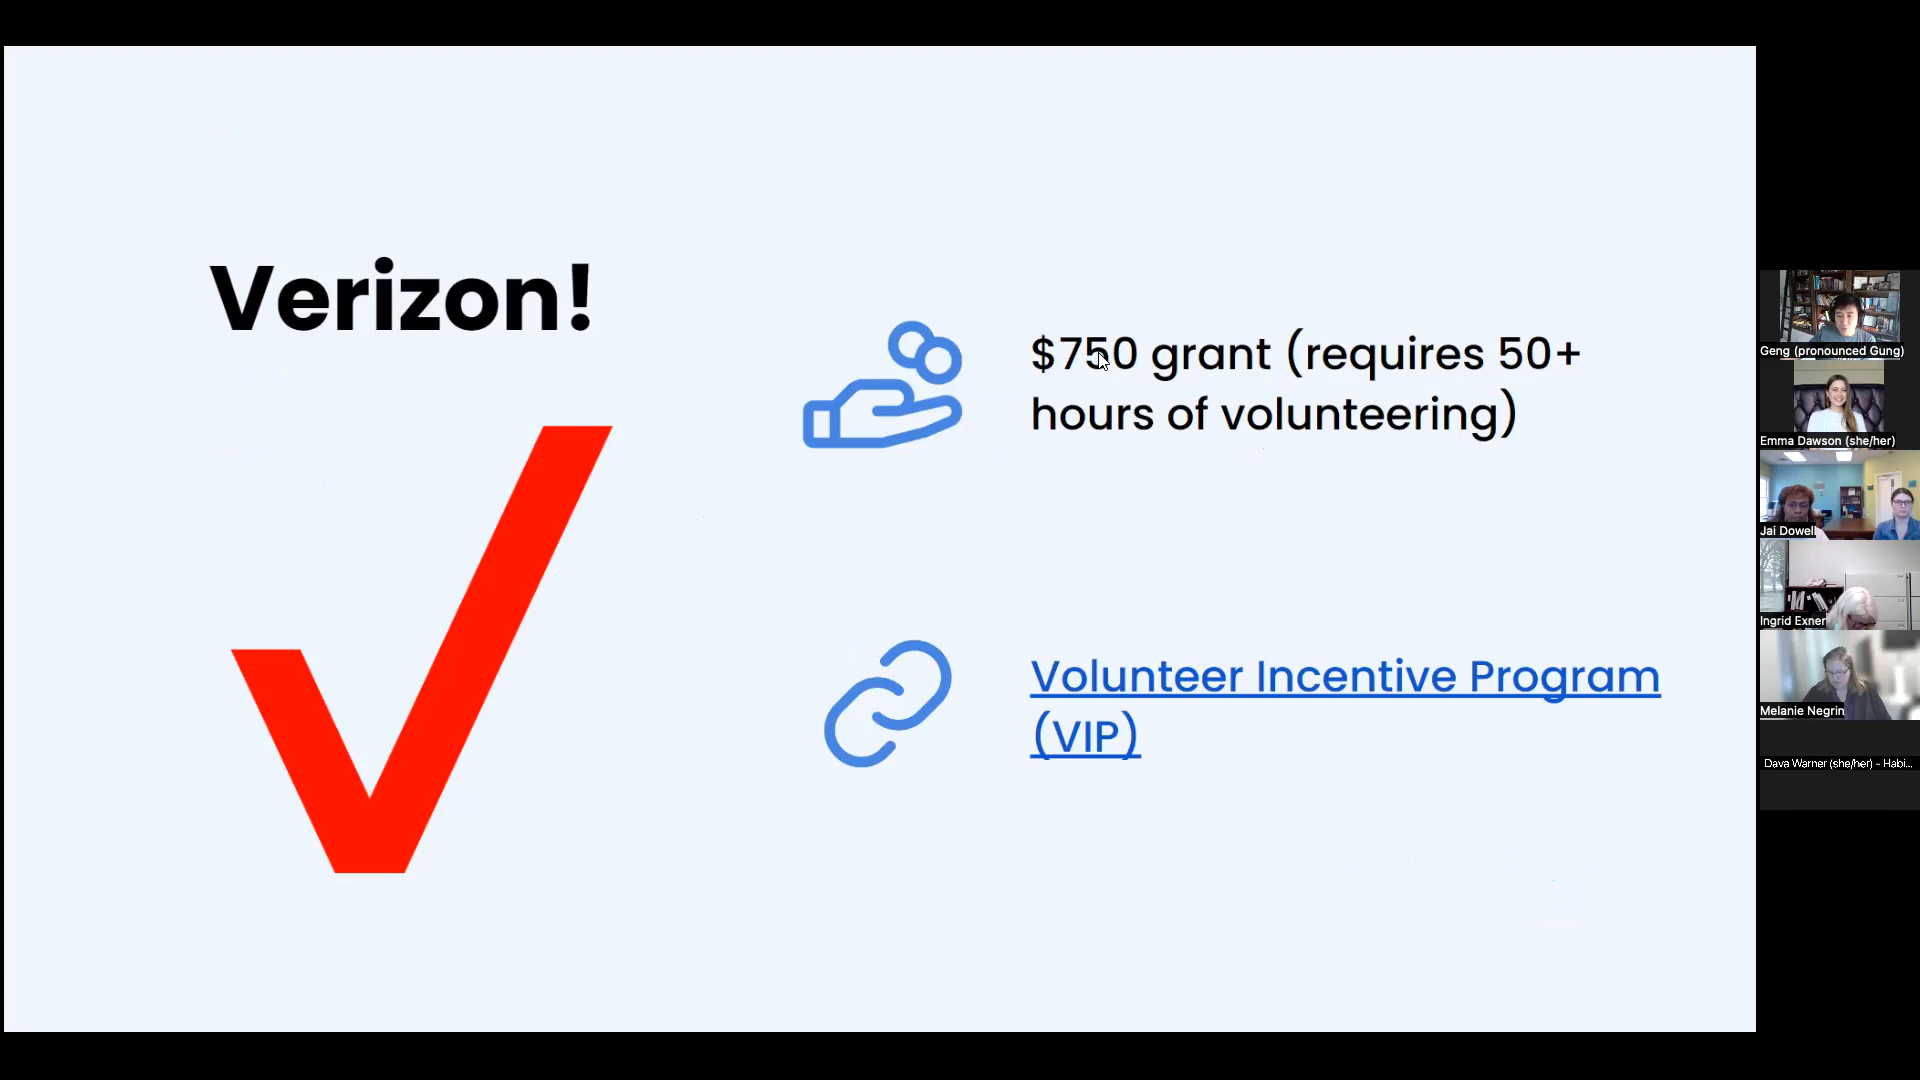 Verizon!
$750 grant (requires 50+
hours of volunteering)
Volunteer Incentive Program
(VIP)
Geng (pronounced Gung)
Emma Dawson (she/her)
Jai Dowell
Ingrid Exner
Melanie Negrin
Dava Warner (she/her) - Habi...